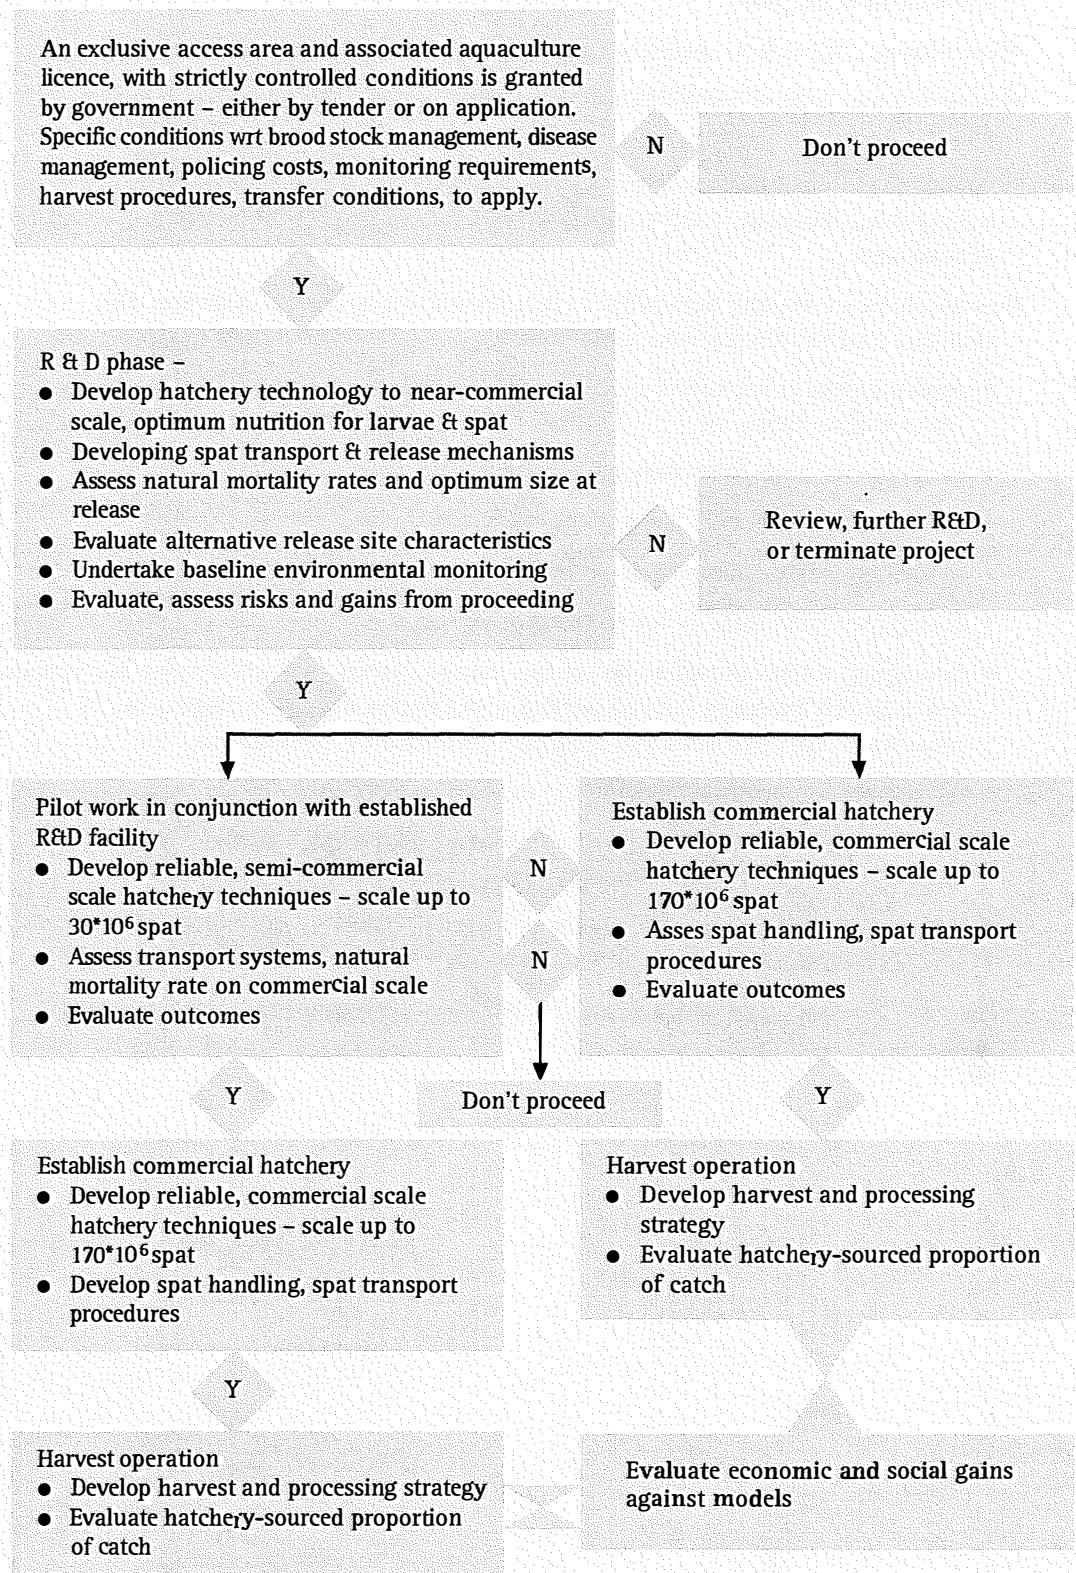 An exclusive access area and associated aquaculture
licence, with strictly controlled conditions is granted
by government – either by tender or on application.
Specific conditions wrt brood stock management, disease
management, policing costs, monitoring requirements,
harvest procedures, transfer conditions, to apply.
N
Don't proceed
Y
R & D phase –
● Develop hatchery technology to near-commercial
scale, optimum nutrition for larvae & spat
● Developing spat transport & release mechanisms
● Assess natural mortality rates and optimum size at
release
● Evaluate alternative release site characteristics
● Undertake baseline environmental monitoring
● Evaluate, assess risks and gains from proceeding
N
Review, further R&D,
or terminate project
Y
Pilot work in conjunction with established
R&D facility
● Develop reliable, semi-commercial
scale hatchery techniques – scale up to
30*10⁶ spat
● Assess transport systems, natural
mortality rate on commercial scale
● Evaluate outcomes
N
N
Don't proceed
Establish commercial hatchery
● Develop reliable, commercial scale
hatchery techniques – scale up to
170*10⁶ spat
● Asses spat handling, spat transport
procedures
● Evaluate outcomes
Y
Y
Establish commercial hatchery
● Develop reliable, commercial scale
hatchery techniques – scale up to
170*10⁶ spat
● Develop spat handling, spat transport
procedures
Harvest operation
● Develop harvest and processing
strategy
● Evaluate hatchery-sourced proportion
of catch
Y
Harvest operation
● Develop harvest and processing strategy
● Evaluate hatchery-sourced proportion
of catch
Evaluate economic and social gains
against models